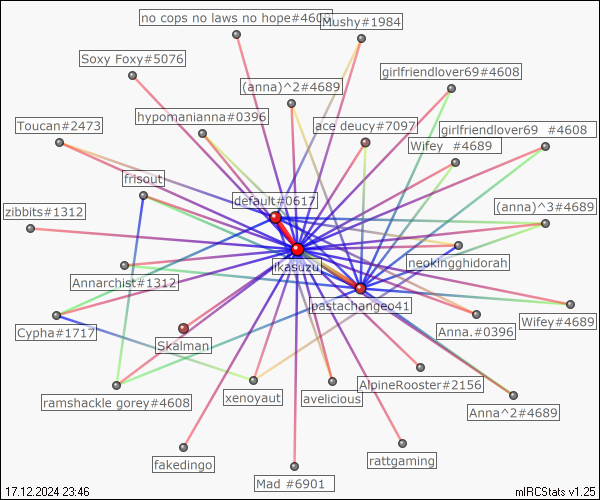 no cops no laws no hope#4608
Mushy#1984
Soxy Foxy#5076
girlfriendlover69#4608
(anna)^2#4689
hypomanianna#0396
Toucan#2473
ace deucy#7097
girlfriendlover69 #4608
Wifey #4689
frisout
default#0617
zibbits#1312
(anna)^3#4689
ikasuzu
neokingghidorah
Annarchist#1312
pastachangeo41
Cypha#1717
Skalman
Anna.#0396
Wifey#4689
AlpineRooster#2156
ramshackle gorey#4608
xenoyaut
avelicious
Anna^2#4689
fakedingo
rattgaming
Mad #6901
17.12.2024 23:46
mIRCStats v1.25